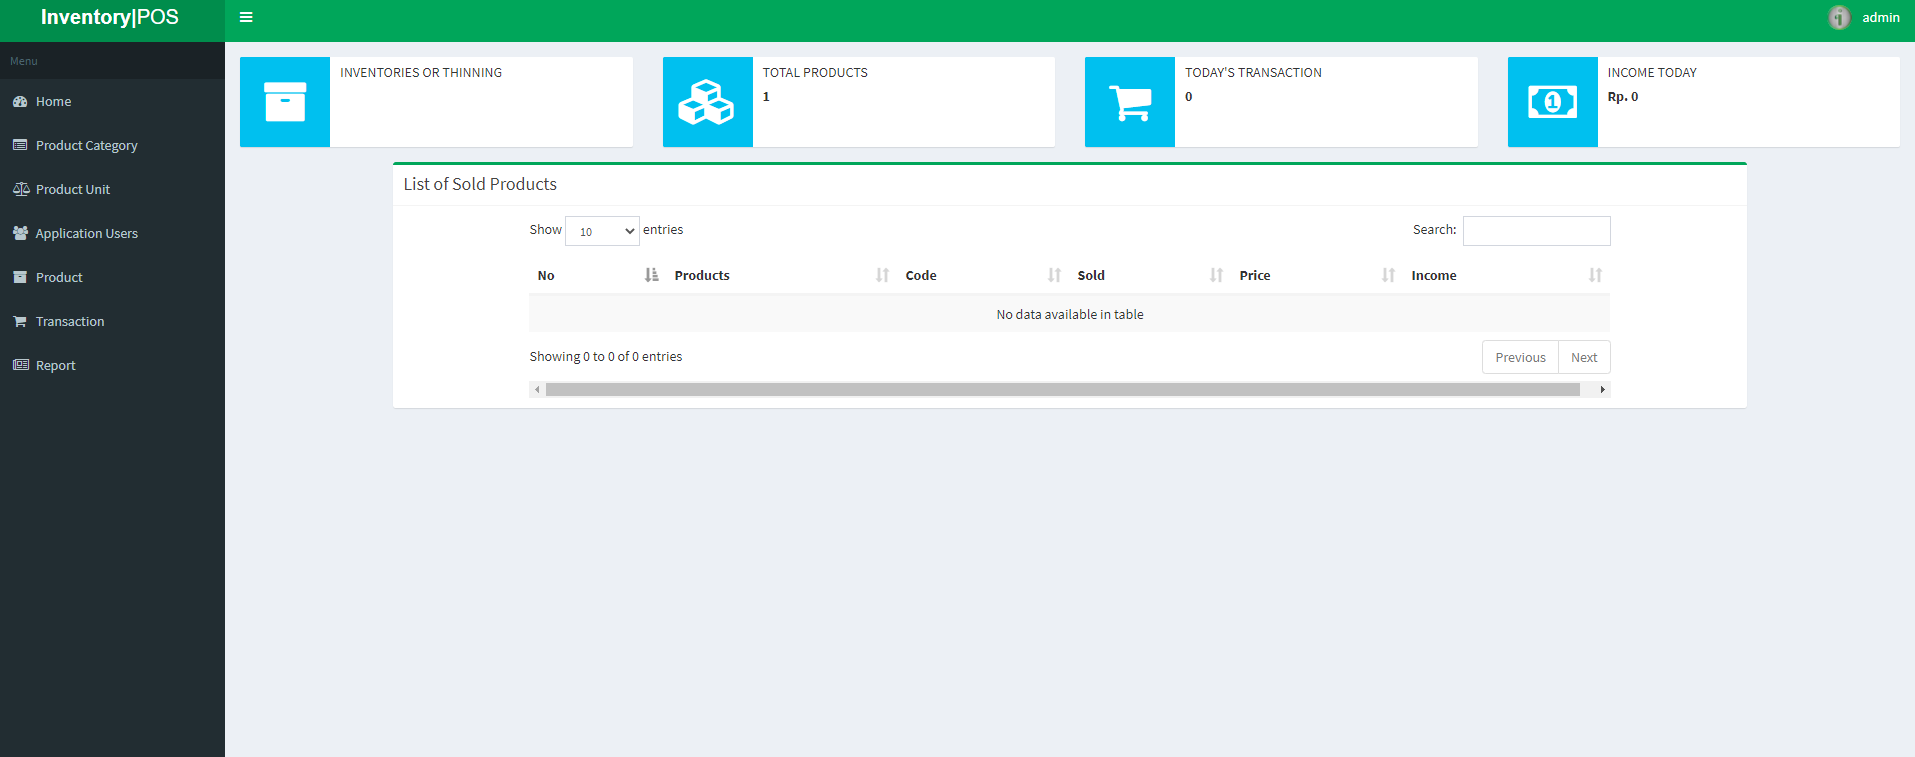 Inventory|POS
admin
Menu
Home
Product Category
Product Unit
Application Users
Product
Transaction
Report
INVENTORIES OR THINNING
TOTAL PRODUCTS
1
TODAY'S TRANSACTION
0
INCOME TODAY
Rp. 0
List of Sold Products
Show 10 entries
Search:
No Products Code Sold Price Income
No data available in table
Showing 0 to 0 of 0 entries
Previous Next